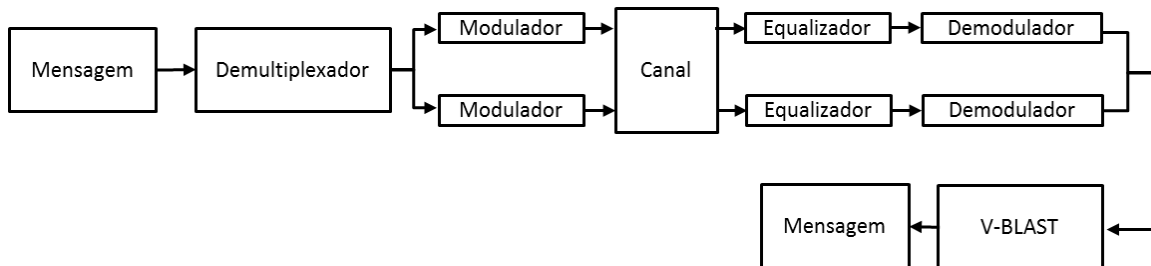 Mensagem
Demultiplexador
Modulador
Modulador
Canal
Equalizador
Demodulador
Equalizador
Demodulador
V-BLAST
Mensagem